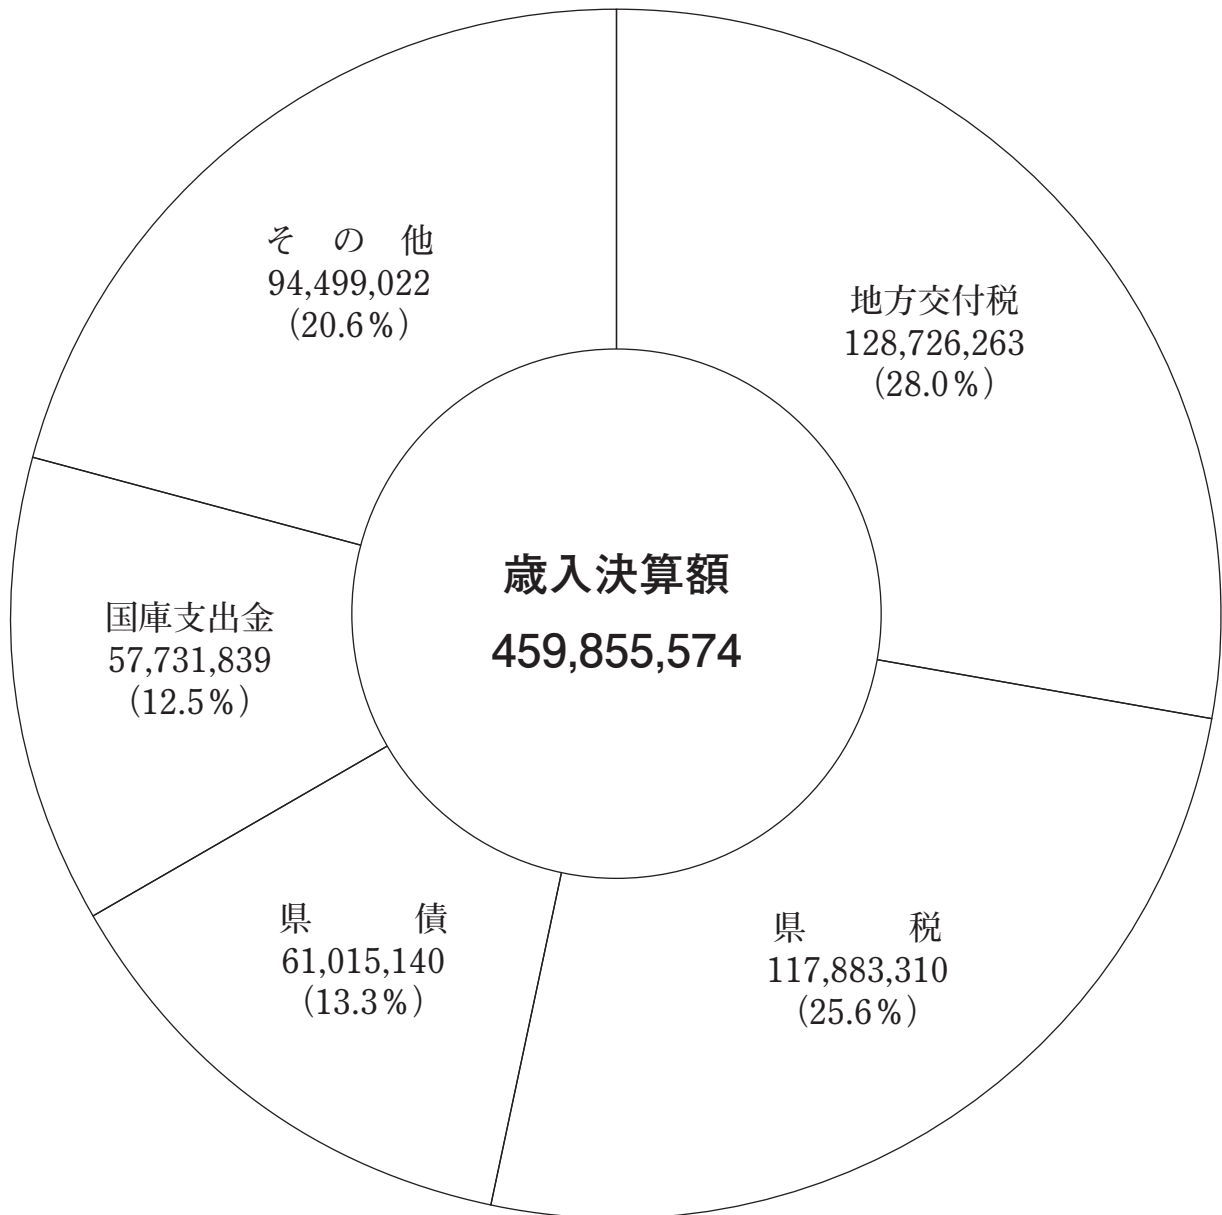 歳入決算額
459,855,574
地方交付税
128,726,263
(28.0%)
県税
117,883,310
(25.6%)
県債
61,015,140
(13.3%)
国庫支出金
57,731,839
(12.5%)
その他
94,499,022
(20.6%)